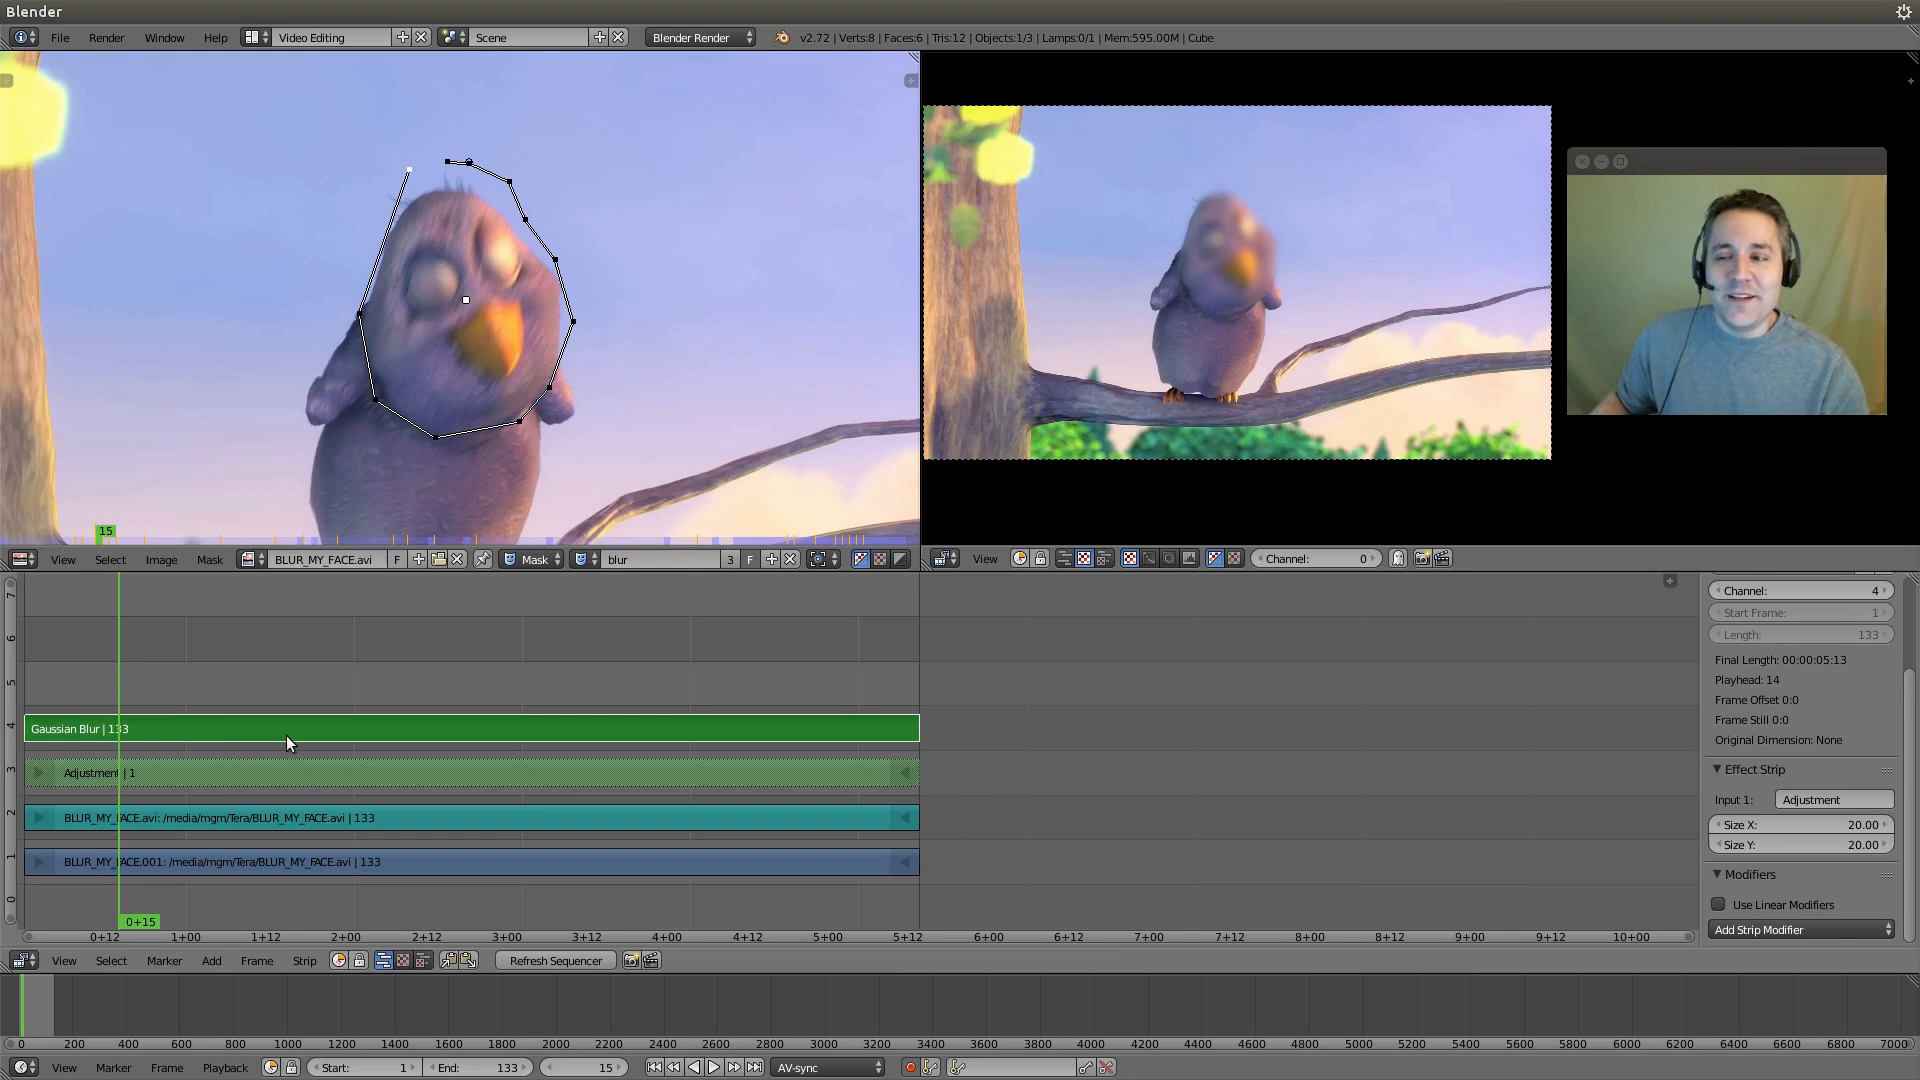 Blender
File Render Window Help Video Editing Scene Blender Render v2.72 | Verts:8 | Faces:6 | Tris:12 | Objects:1/3 | Lamps:0/1 | Mem:595.00M | Cube
15
View Select Image Mask BLUR_MY_FACE.avi F Mask blur 3 F
View Channel: 0
7
6
5
4
3
2
1
0
Gaussian Blur | 133
Adjustment | 1
BLUR_MY_FACE.avi: /media/mgm/Tera/BLUR_MY_FACE.avi | 133
BLUR_MY_FACE.001: /media/mgm/Tera/BLUR_MY_FACE.avi | 133
0+15
0+12 1+00 1+12 2+00 2+12 3+00 3+12 4+00 4+12 5+00 5+12 6+00 6+12 7+00 7+12 8+00 8+12 9+00 9+12 10+00
Channel: 4
Start Frame: 1
Length: 133
Final Length: 00:00:05:13
Playhead: 14
Frame Offset 0:0
Frame Still 0:0
Original Dimension: None
Effect Strip
Input 1: Adjustment
Size X: 20.00
Size Y: 20.00
Modifiers
Use Linear Modifiers
Add Strip Modifier
View Select Marker Add Frame Strip Refresh Sequencer
0 200 400 600 800 1000 1200 1400 1600 1800 2000 2200 2400 2600 2800 3000 3200 3400 3600 3800 4000 4200 4400 4600 4800 5000 5200 5400 5600 5800 6000 6200 6400 6600 6800 7000
View Marker Frame Playback Start: 1 End: 133 15 AV-sync